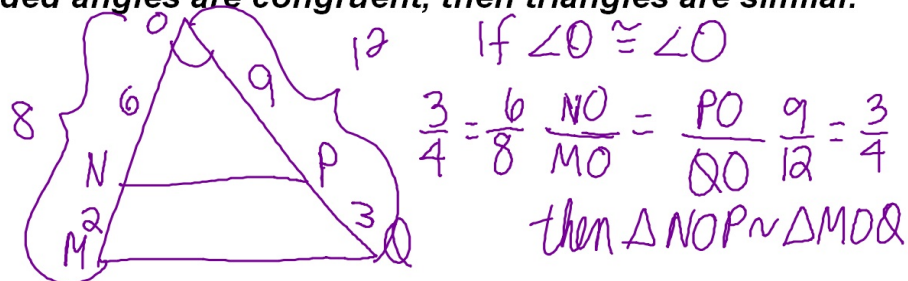 ded angles are congruent, then triangles are similar.
O
12
If ∠O ≅ ∠O
8
6
9
3/4 = 6/8 NO/MO = PO/QO 9/12 = 3/4
N
P
2
3
M
Q
then △NOP ~ △MOQ